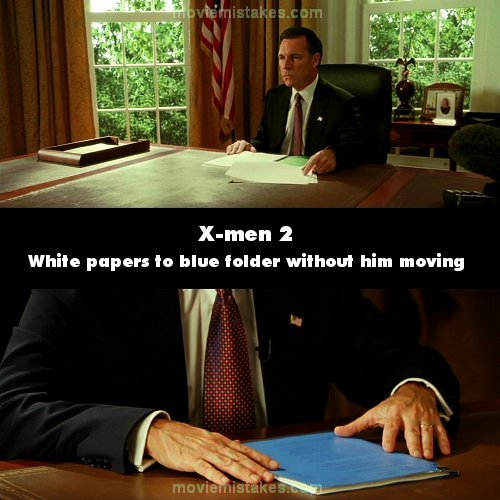 moviemistakes.com
X-men 2
White papers to blue folder without him moving
moviemistakes.com